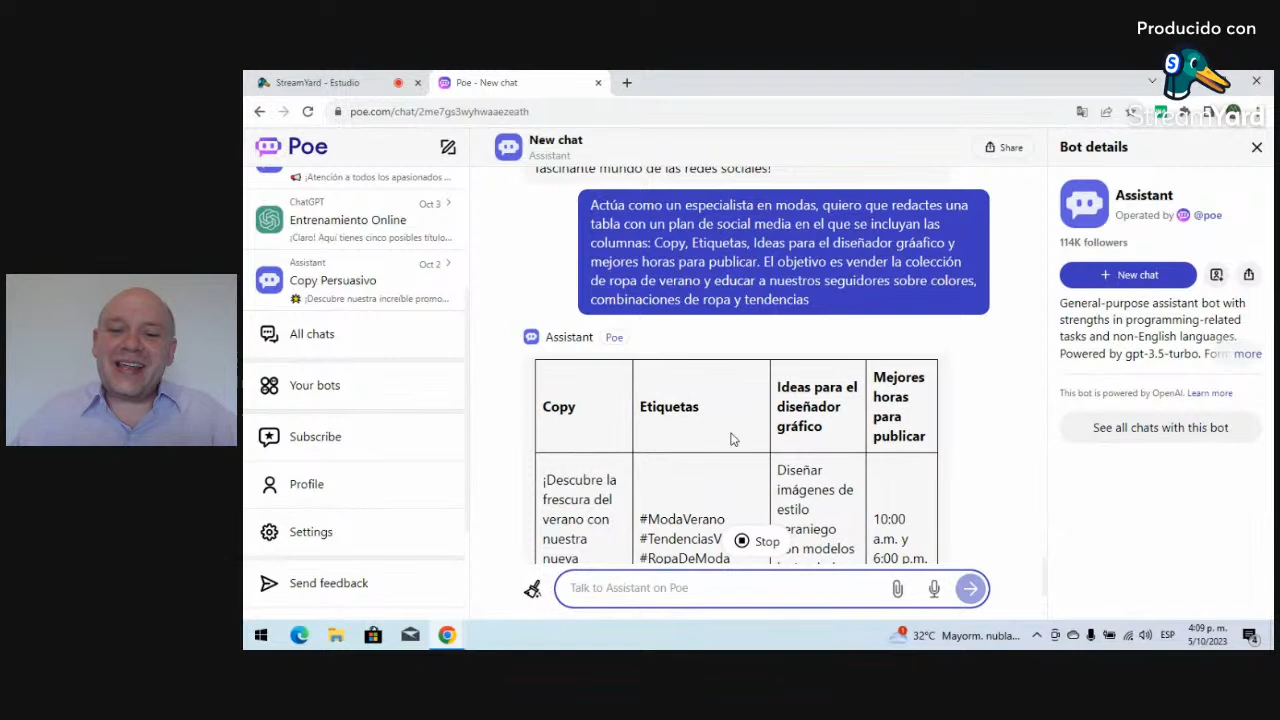 Producido con
StreamYard
StreamYard - Estudio
Poe - New chat
poe.com/chat/2me7gs3wyhwaaezeath
Poe
¡Atención a todos los apasionados ...
ChatGPT
Oct 3
Entrenamiento Online
¡Claro! Aquí tienes cinco posibles título...
Assistant
Oct 2
Copy Persuasivo
¡Descubre nuestra increíble promo...
All chats
Your bots
Subscribe
Profile
Settings
Send feedback
New chat
Assistant
Share
fascinante mundo de las redes sociales!
Actúa como un especialista en modas, quiero que redactes una
tabla con un plan de social media en el que se incluyan las
columnas: Copy, Etiquetas, Ideas para el diseñador gráafico y
mejores horas para publicar. El objetivo es vender la colección
de ropa de verano y educar a nuestros seguidores sobre colores,
combinaciones de ropa y tendencias
Assistant Poe
Copy
Etiquetas
Ideas para el
diseñador
gráfico
Mejores
horas
para
publicar
¡Descubre la
frescura del
verano con
nuestra
nueva
#ModaVerano
#TendenciasV
#RopaDeModa
Diseñar
imágenes de
estilo
veraniego
con modelos
10:00
a.m. y
6:00 p.m.
Stop
Talk to Assistant on Poe
Bot details
Assistant
Operated by @poe
114K followers
+ New chat
General-purpose assistant bot with
strengths in programming-related
tasks and non-English languages.
Powered by gpt-3.5-turbo. For more
This bot is powered by OpenAI. Learn more
See all chats with this bot
32°C Mayorm. nubla...
ESP
4:09 p. m.
5/10/2023
4